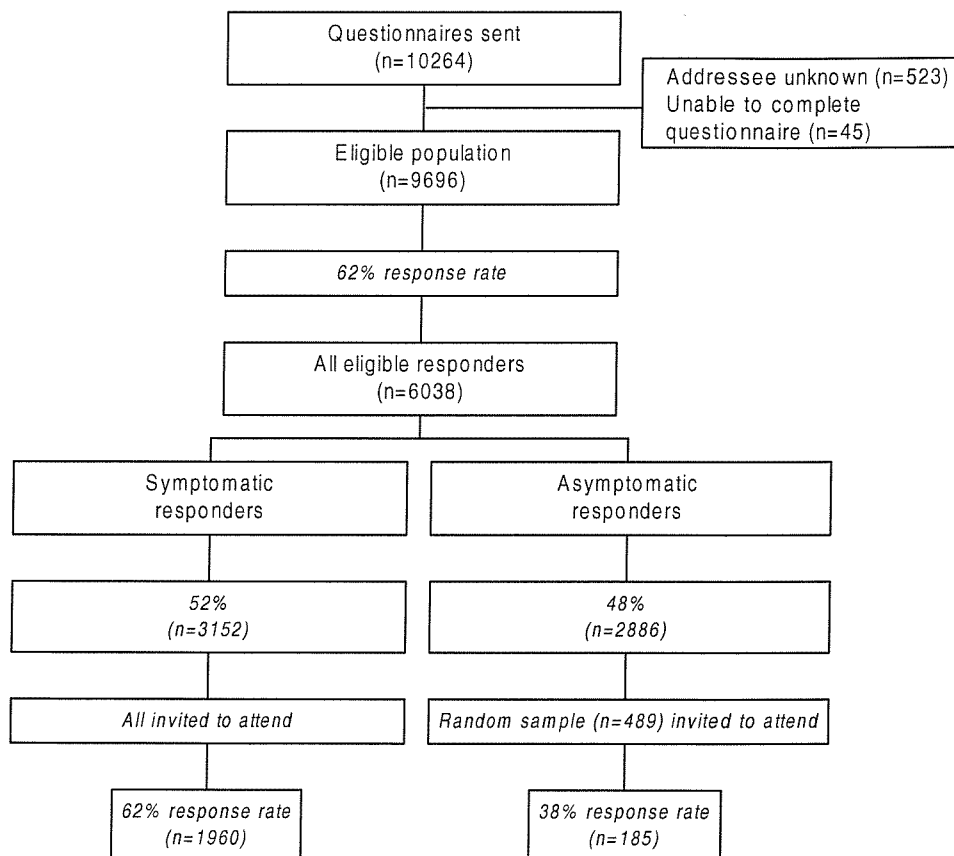 Questionnaires sent
(n=10264)
Addressee unknown (n=523)
Unable to complete
questionnaire (n=45)
Eligible population
(n=9696)
62% response rate
All eligible responders
(n=6038)
Symptomatic
responders
Asymptomatic
responders
52%
(n=3152)
48%
(n=2886)
All invited to attend
Random sample (n=489) invited to attend
62% response rate
(n=1960)
38% response rate
(n=185)